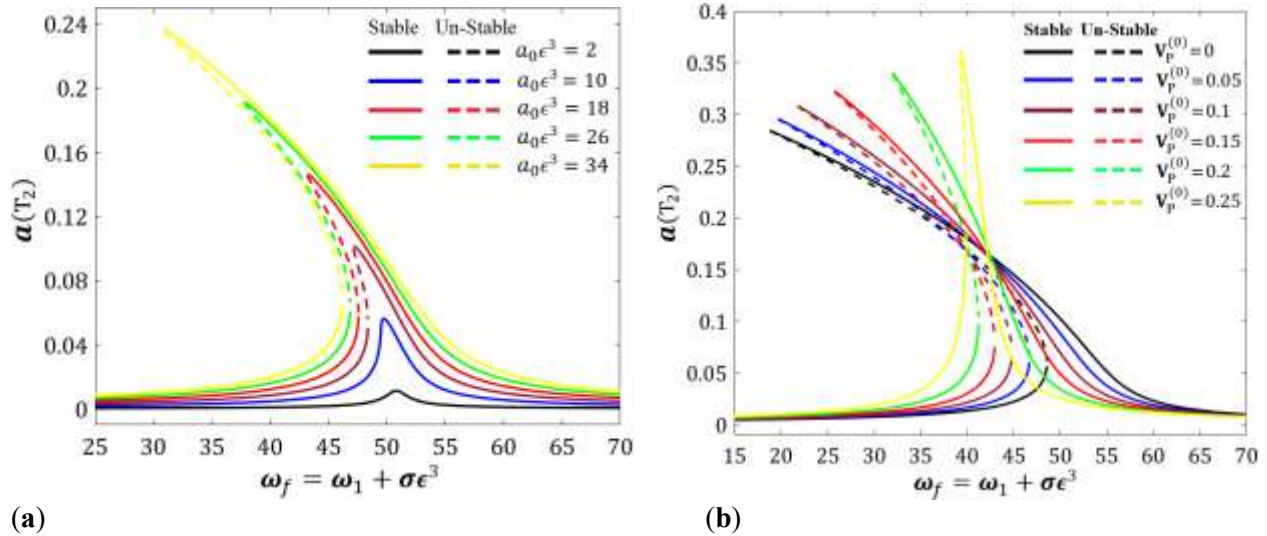 0.24
0.2
0.16
0.12
0.08
0.04
0
a(T₂)
Stable Un-Stable
a₀ϵ³ = 2
a₀ϵ³ = 10
a₀ϵ³ = 18
a₀ϵ³ = 26
a₀ϵ³ = 34
25 30 35 40 45 50 55 60 65 70
ω_f = ω₁ + σϵ³
(a)
0.4
0.35
0.3
0.25
0.2
0.15
0.1
0.05
0
a(T₂)
Stable Un-Stable
V_P^(0)=0
V_P^(0)=0.05
V_P^(0)=0.1
V_P^(0)=0.15
V_P^(0)=0.2
V_P^(0)=0.25
15 20 25 30 35 40 45 50 55 60 65 70
ω_f = ω₁ + σϵ³
(b)